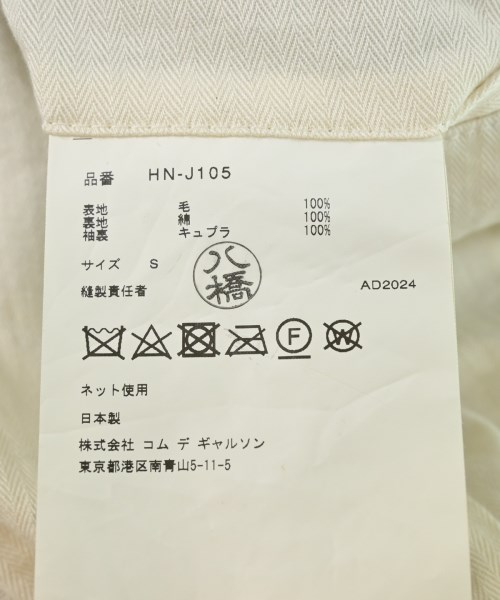 品番 HN-J105
表地 毛 100%
裏地 綿 100%
袖裏 キュプラ 100%
サイズ S
八橋
縫製責任者
AD2024
F W
ネット使用
日本製
株式会社 コム デ ギャルソン
東京都港区南青山5-11-5